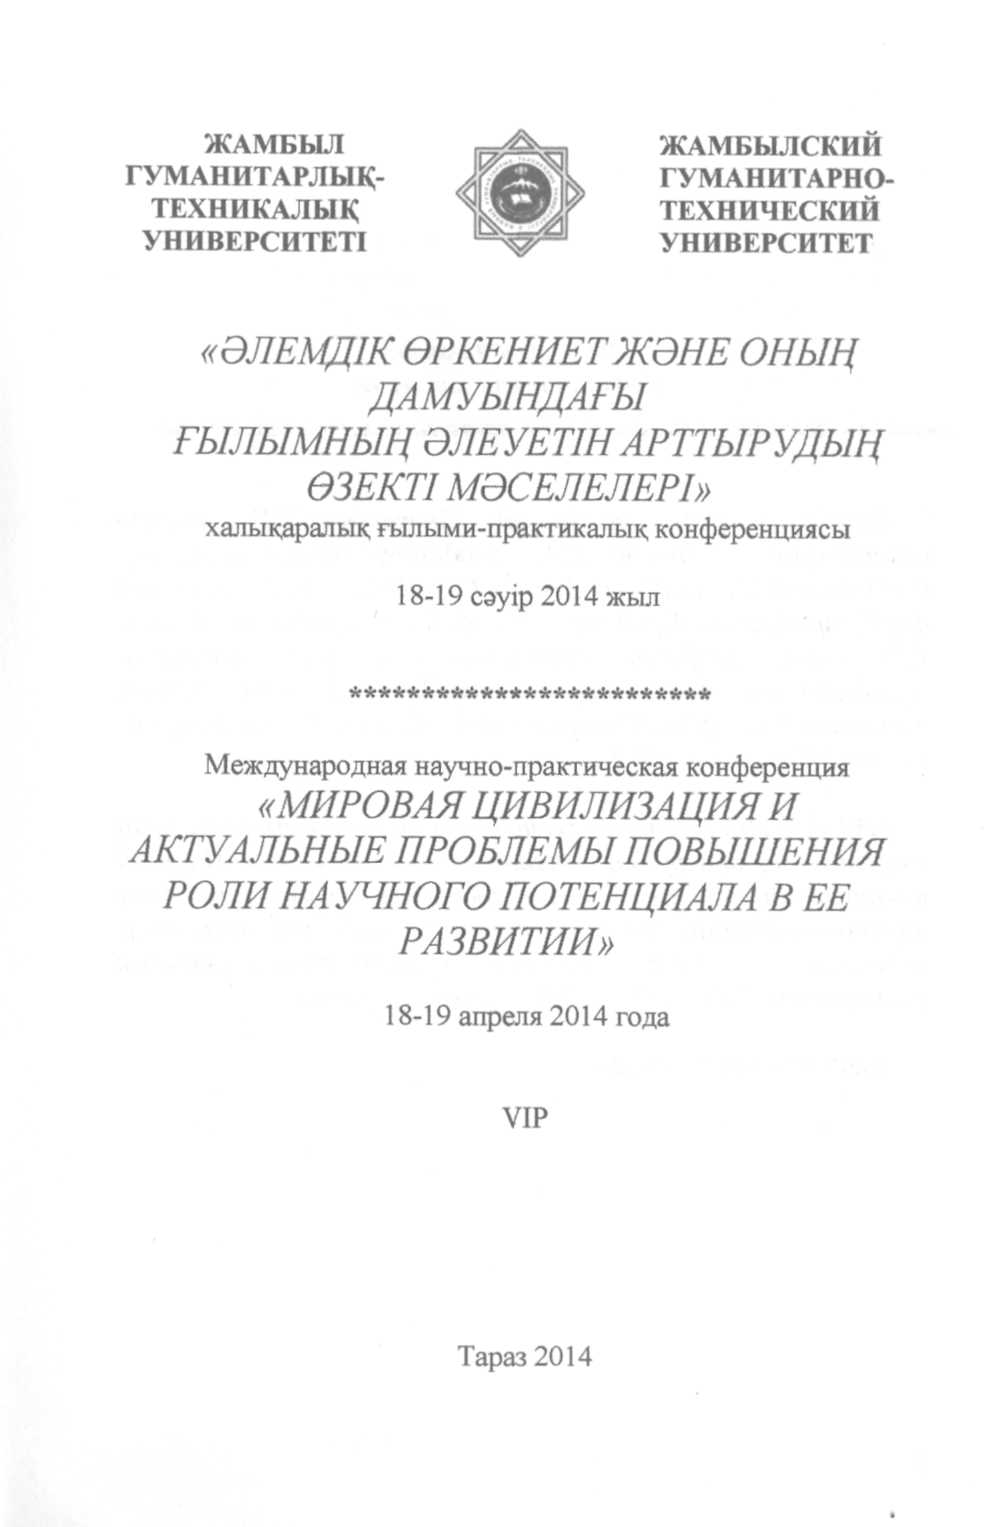 ЖАМБЫЛ
ГУМАНИТАРЛЫҚ-
ТЕХНИКАЛЫҚ
УНИВЕРСИТЕТІ
ЖАМБЫЛСКИЙ
ГУМАНИТАРНО-
ТЕХНИЧЕСКИЙ
УНИВЕРСИТЕТ
«ӘЛЕМДІК ӨРКЕНИЕТ ЖӘНЕ ОНЫҢ
ДАМУЫНДАҒЫ
ҒЫЛЫМНЫҢ ӘЛЕУЕТІН АРТТЫРУДЫҢ
ӨЗЕКТІ МӘСЕЛЕЛЕРІ»
халықаралық ғылыми-практикалық конференциясы
18-19 сәуір 2014 жыл
*************************
Международная научно-практическая конференция
«МИРОВАЯ ЦИВИЛИЗАЦИЯ И
АКТУАЛЬНЫЕ ПРОБЛЕМЫ ПОВЫШЕНИЯ
РОЛИ НАУЧНОГО ПОТЕНЦИАЛА В ЕЕ
РАЗВИТИИ»
18-19 апреля 2014 года
VIP
Тараз 2014